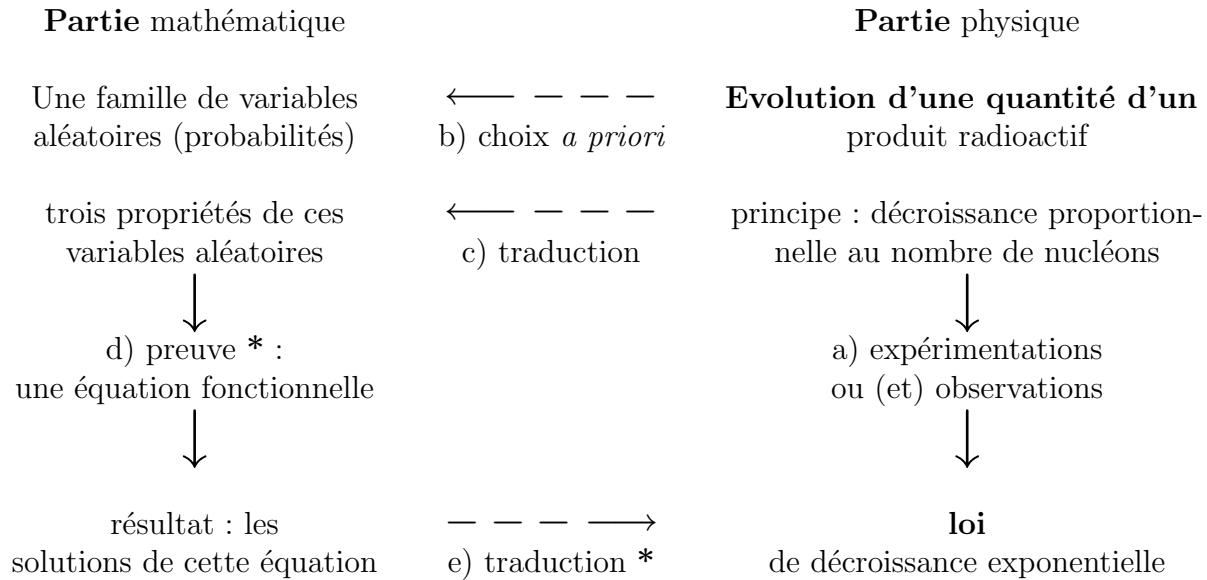 Partie mathématique
Partie physique
Une famille de variables
aléatoires (probabilités)
b) choix a priori
Evolution d'une quantité d'un
produit radioactif
trois propriétés de ces
variables aléatoires
c) traduction
principe : décroissance proportion-
nelle au nombre de nucléons
d) preuve * :
une équation fonctionnelle
a) expérimentations
ou (et) observations
résultat : les
solutions de cette équation
e) traduction *
loi
de décroissance exponentielle